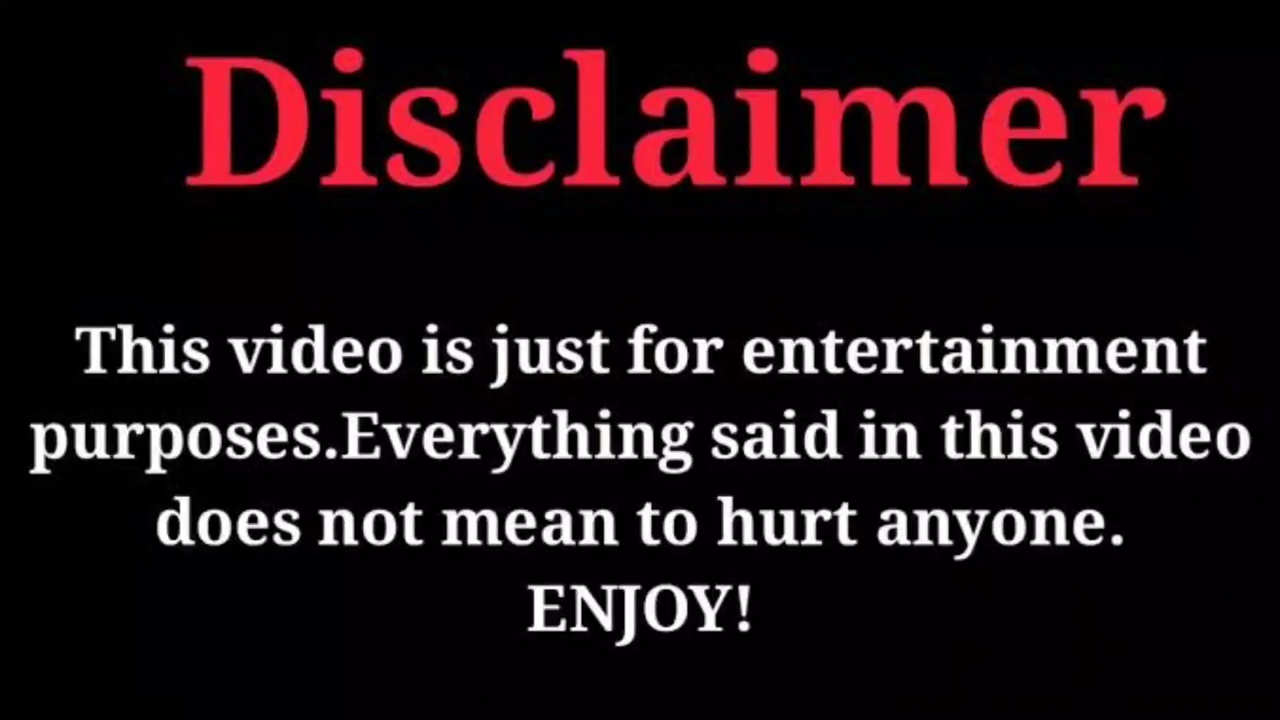 Disclaimer
This video is just for entertainment
purposes.Everything said in this video
does not mean to hurt anyone.
ENJOY!